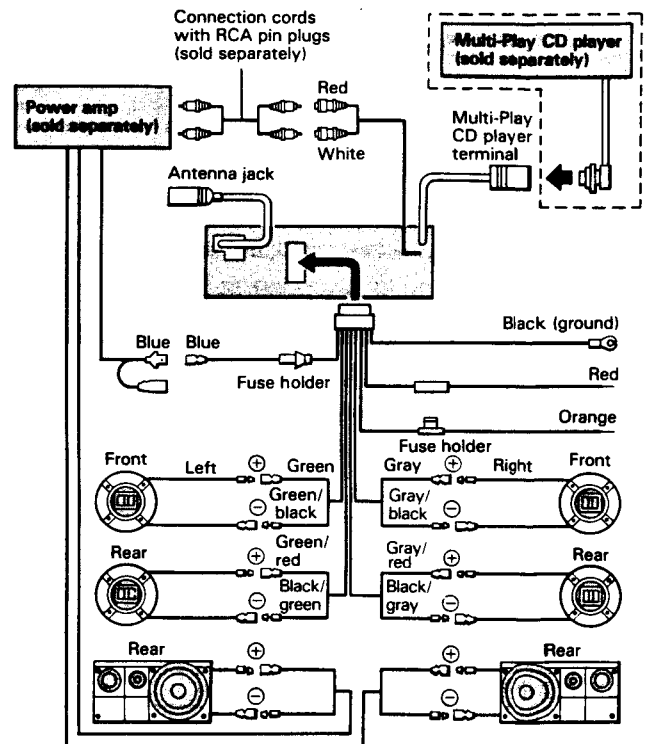 Connection cords
with RCA pin plugs
(sold separately)
Multi-Play CD player
(sold separately)
Power amp
(sold separately)
Red
White
Multi-Play
CD player
terminal
Antenna jack
Black (ground)
Blue
Blue
Fuse holder
Red
Orange
Fuse holder
Front
Left
+
Green
Gray
+
Right
Front
−
Green/
black
Gray/
black
−
Rear
+
Green/
red
Gray/
red
+
Rear
−
Black/
green
Black/
gray
−
Rear
+
−
+
−
Rear